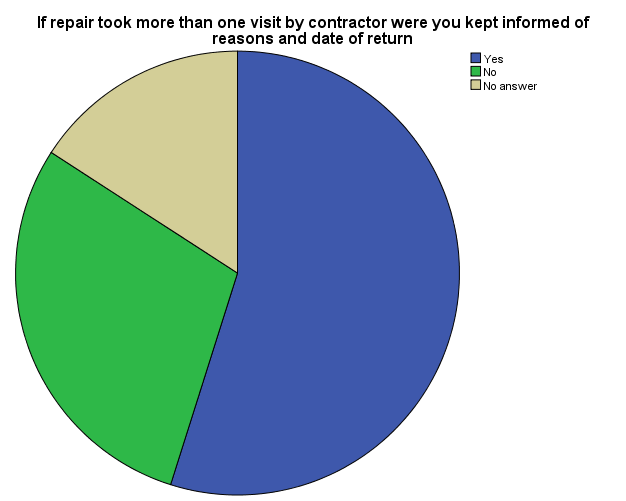 If repair took more than one visit by contractor were you kept informed of
reasons and date of return
Yes
No
No answer